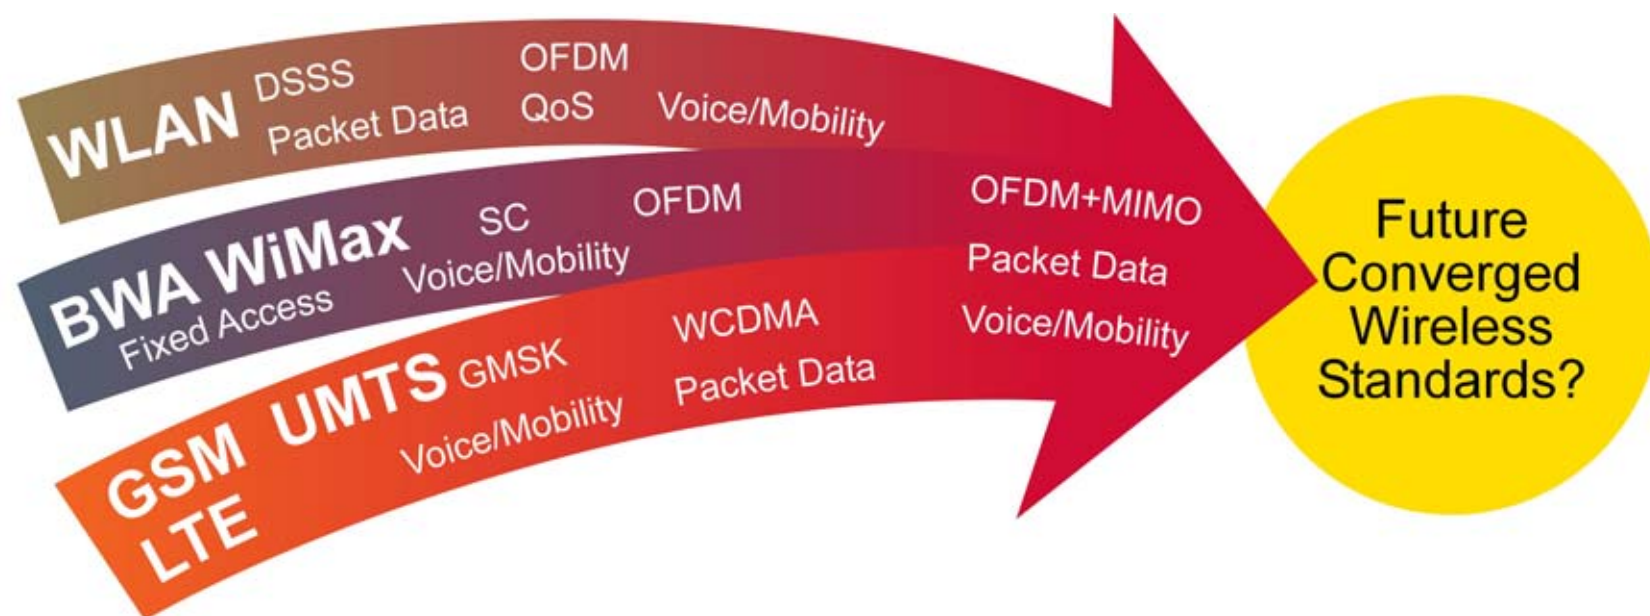 WLAN
DSSS
Packet Data
OFDM
QoS
Voice/Mobility
BWA WiMax
Fixed Access
SC
Voice/Mobility
OFDM
GSM UMTS
LTE
GMSK
Voice/Mobility
WCDMA
Packet Data
OFDM+MIMO
Packet Data
Voice/Mobility
Future
Converged
Wireless
Standards?